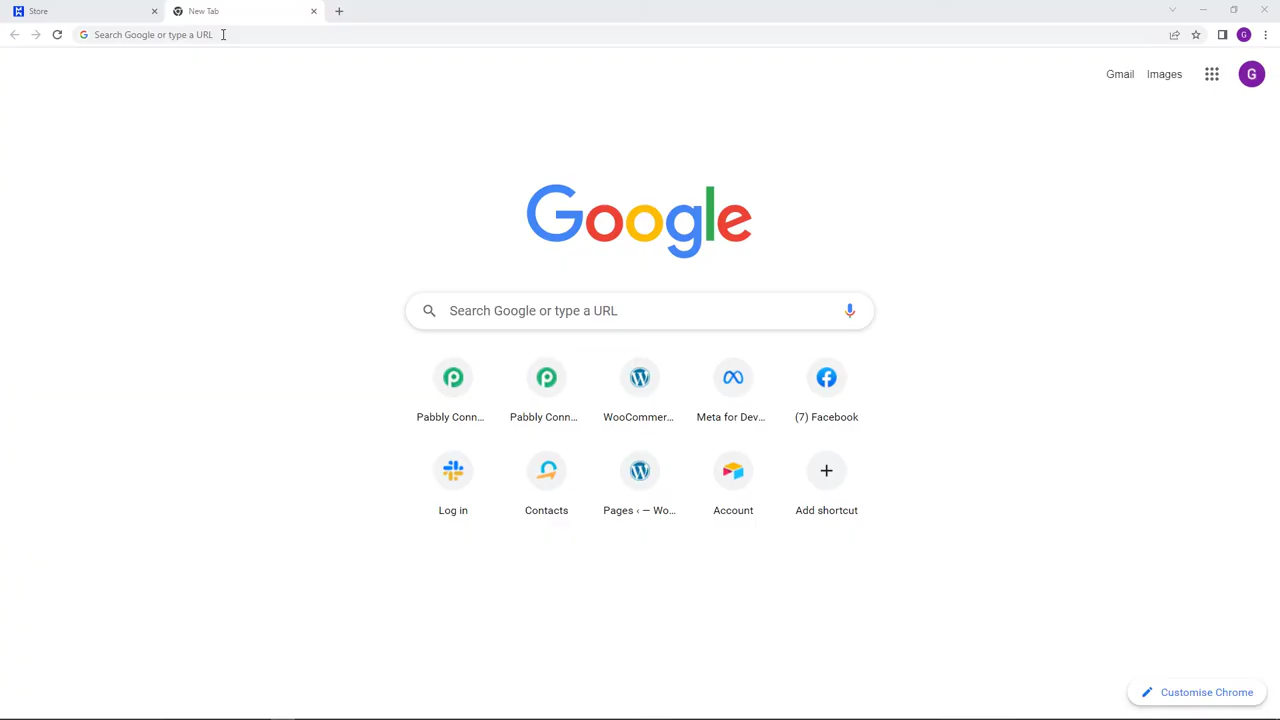 Store
New Tab
Search Google or type a URL
G
Gmail
Images
G
Google
Search Google or type a URL
Pabbly Conn...
Pabbly Conn...
WooCommer...
Meta for Dev...
(7) Facebook
Log in
Contacts
Pages ‹ — Wo...
Account
Add shortcut
Customise Chrome